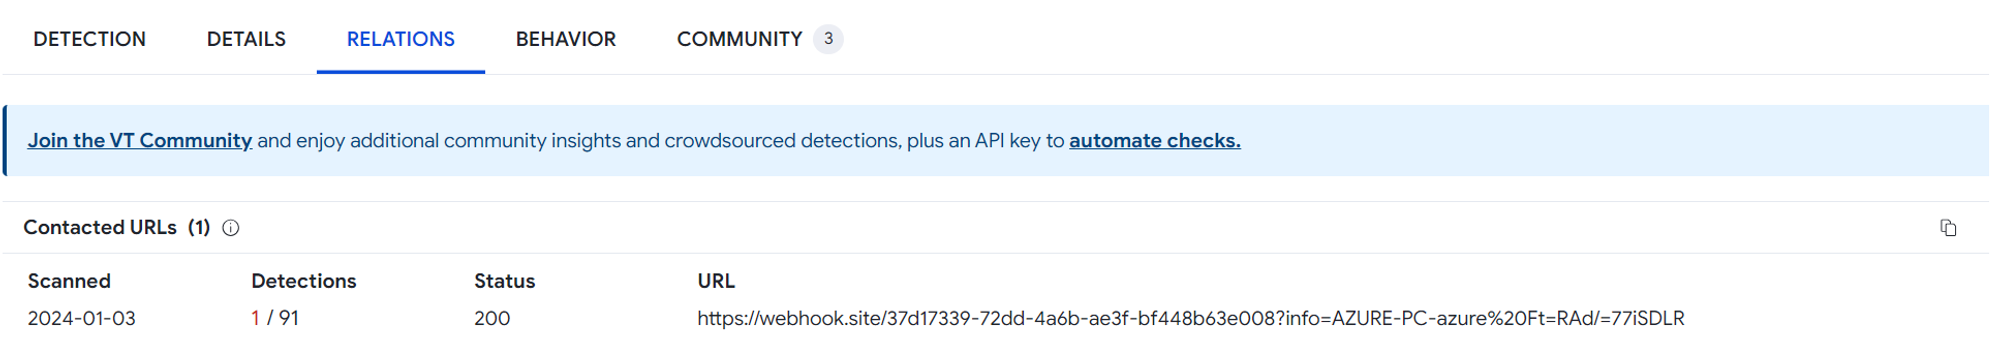 DETECTION DETAILS RELATIONS BEHAVIOR COMMUNITY 3
Join the VT Community and enjoy additional community insights and crowdsourced detections, plus an API key to automate checks.
Contacted URLs (1)
Scanned Detections Status URL
2024-01-03 1 / 91 200 https://webhook.site/37d17339-72dd-4a6b-ae3f-bf448b63e008?info=AZURE-PC-azure%20Ft=RAd/=77iSDLR